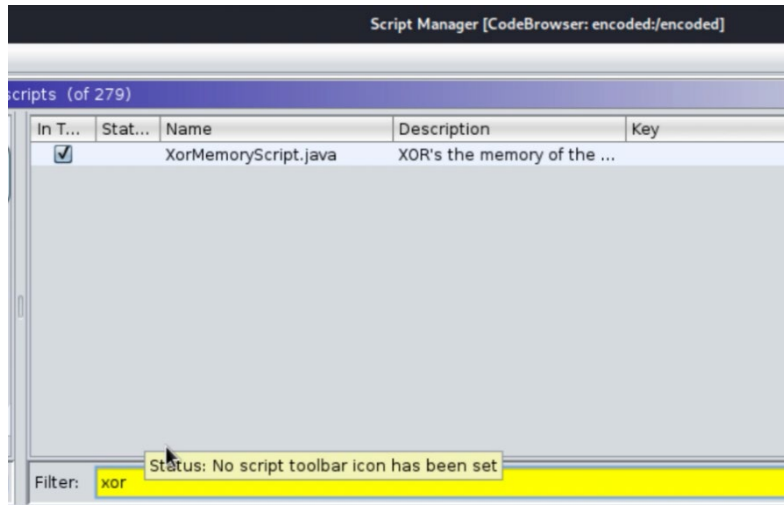 Script Manager [CodeBrowser: encoded:/encoded]
scripts (of 279)
In T... Stat... Name Description Key
XorMemoryScript.java XOR's the memory of the ...
Status: No script toolbar icon has been set
Filter: xor